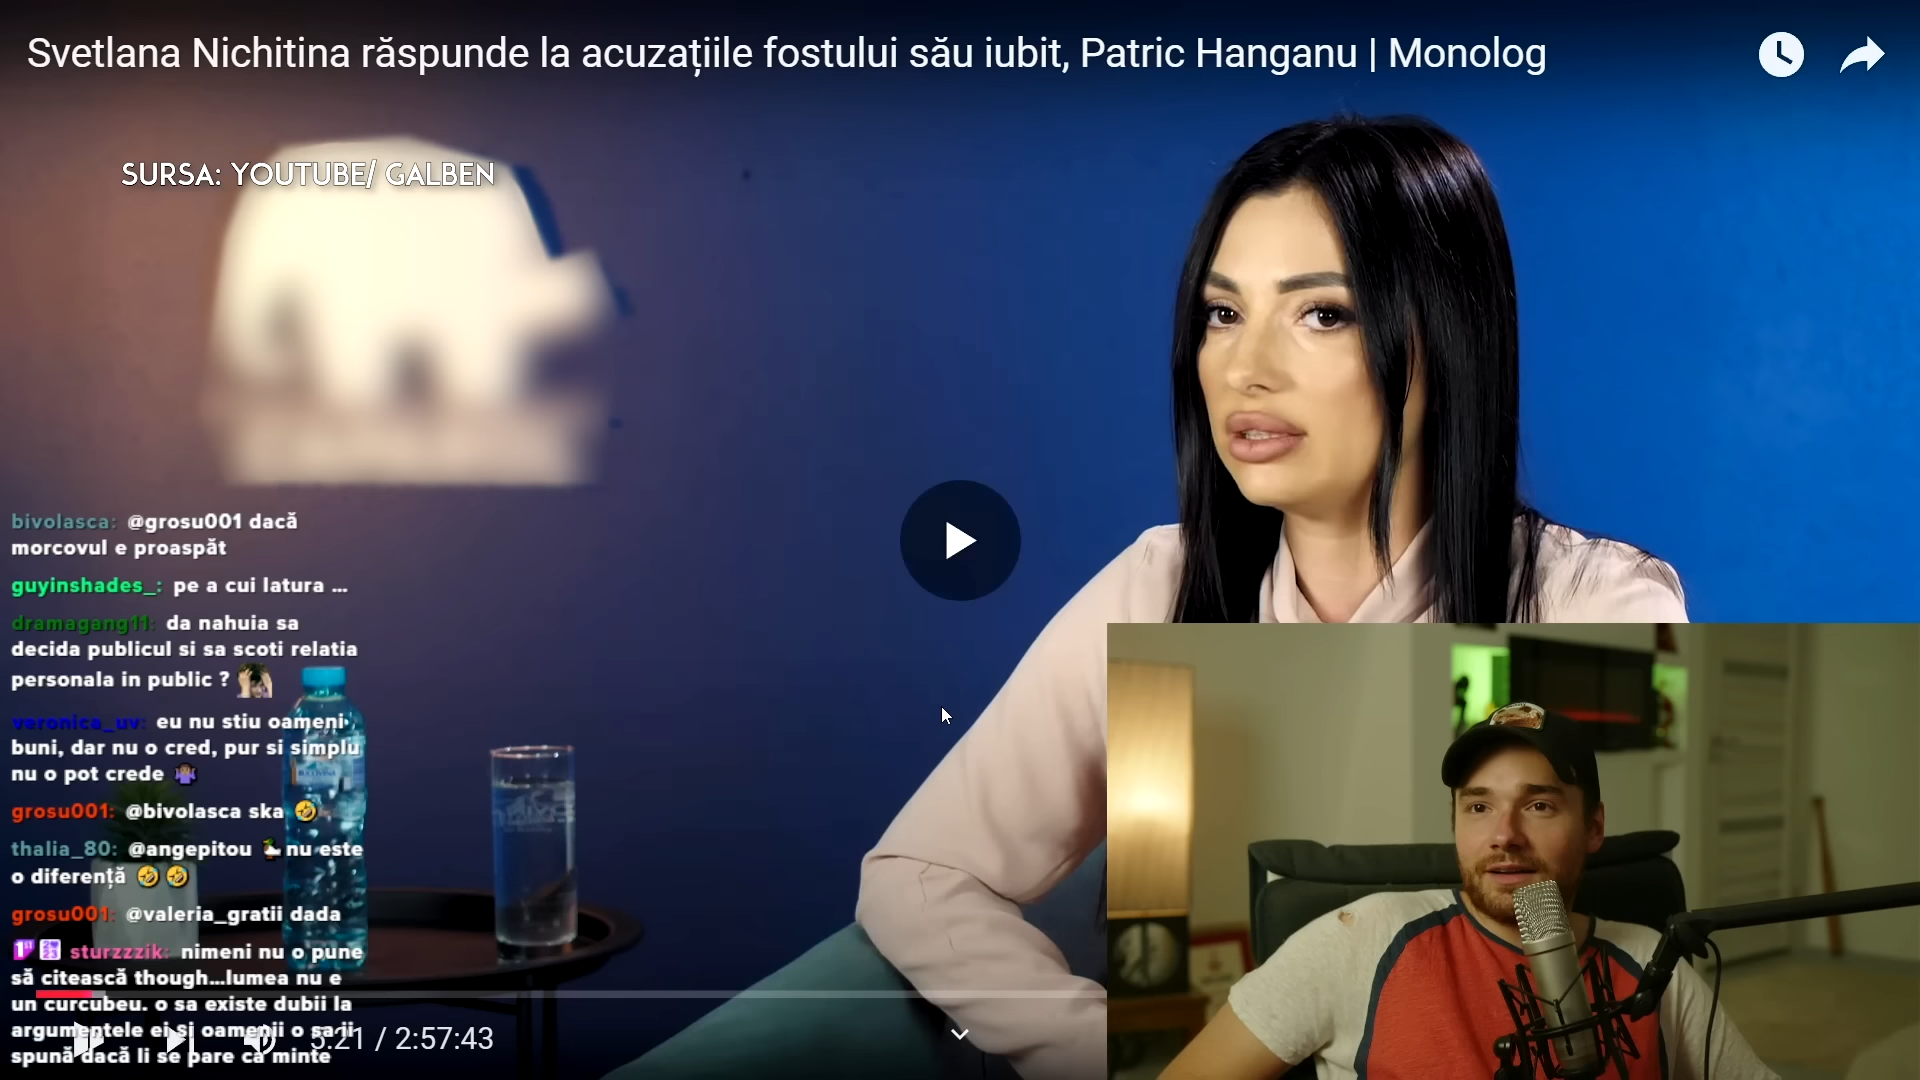 Svetlana Nichitina răspunde la acuzațiile fostului său iubit, Patric Hanganu | Monolog
SURSA: YOUTUBE/ GALBEN
bivolasca: @grosu001 dacă
morcovul e proaspăt
guyinshades_: pe a cui latura ...
dramagang11: da nahuia sa
decida publicul si sa scoti relatia
personala in public ?
veronica_uv: eu nu stiu oameni
buni, dar nu o cred, pur si simplu
nu o pot crede
grosu001: @bivolasca ska
thalia_80: @angepitou nu este
o diferență
grosu001: @valeria_gratii dada
sturzzzik: nimeni nu o pune
să citească though...lumea nu e
un curcubeu. o sa existe dubii la
argumentele ei și oamenii o sa ii
spună dacă li se pare că minte
5:21 / 2:57:43